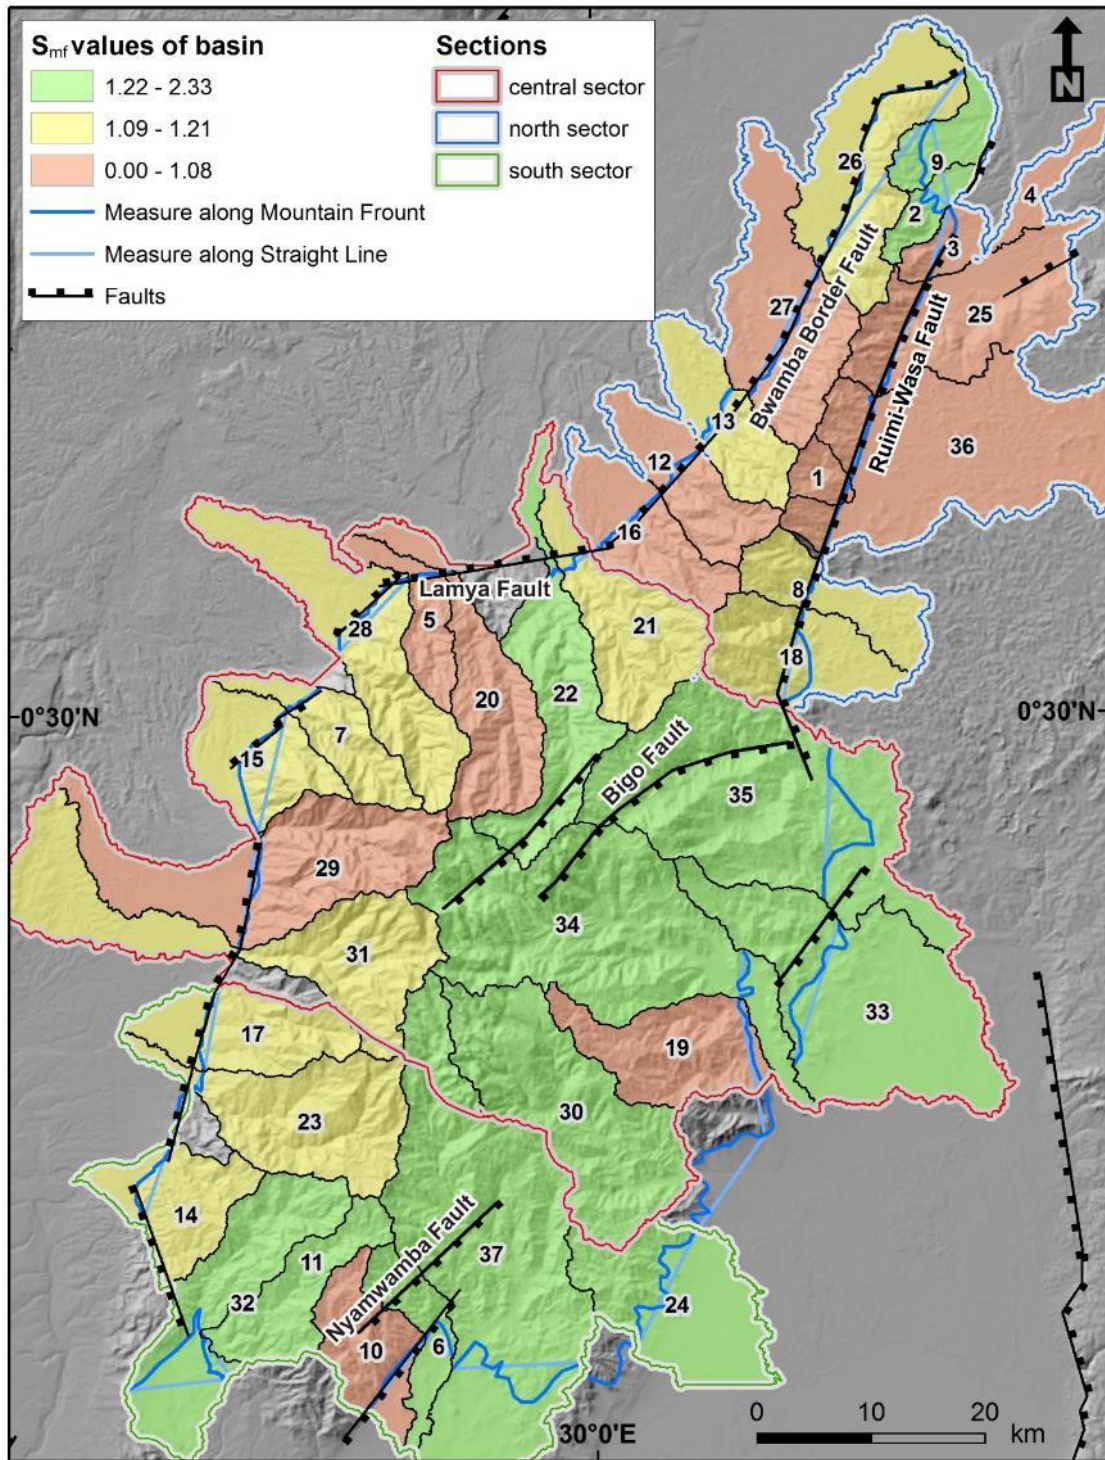 Smf values of basin
1.22 - 2.33
1.09 - 1.21
0.00 - 1.08
Measure along Mountain Frount
Measure along Straight Line
Faults
Sections
central sector
north sector
south sector
N
26
9
4
2
3
27
25
Bwamba Border Fault
Ruimi-Wasa Fault
13
36
12
1
16
Lamya Fault
8
28
5
21
18
20
22
0°30'N
0°30'N
7
15
Bigo Fault
35
29
34
31
33
17
19
30
23
14
Nyamwamba Fault
11
37
32
24
10
6
30°0'E
0
10
20
km